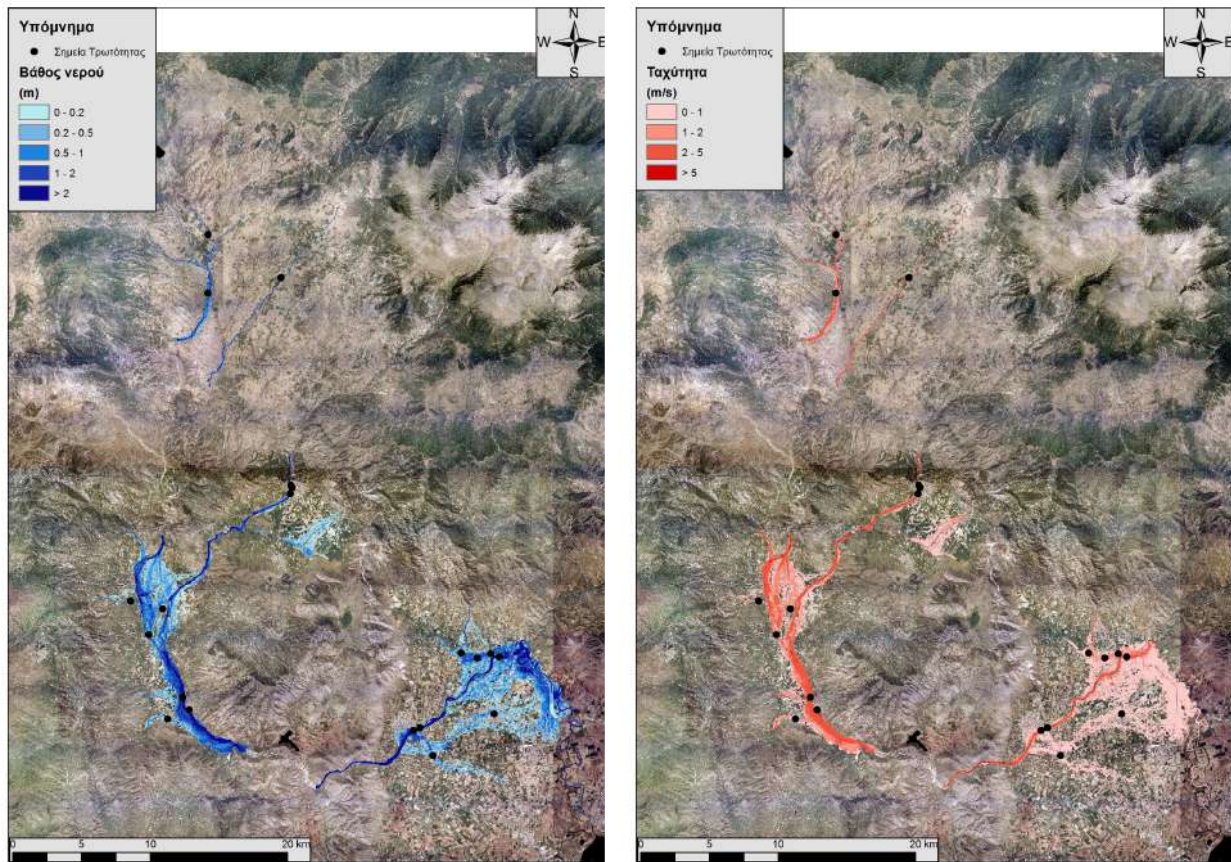 Υπόμνημα
Σημεία Τρωτότητας
Βάθος νερού
(m)
0 - 0.2
0.2 - 0.5
0.5 - 1
1 - 2
> 2
N
W E
S
0 5 10 20 km
Υπόμνημα
Σημεία Τρωτότητας
Ταχύτητα
(m/s)
0 - 1
1 - 2
2 - 5
> 5
N
W E
S
0 5 10 20 km